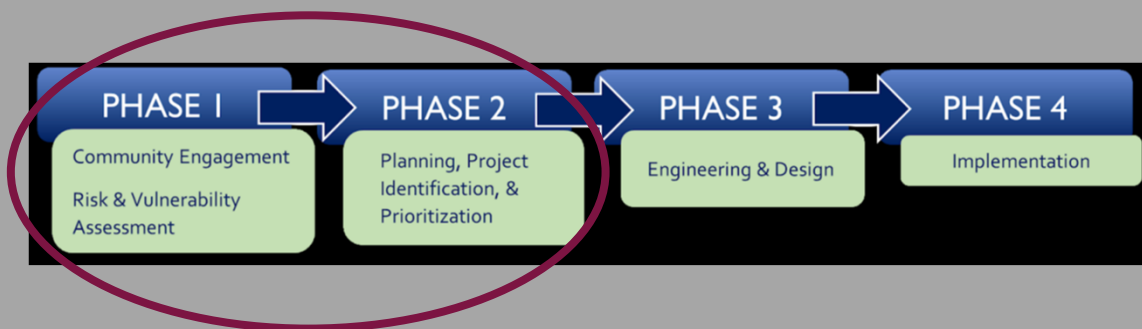 PHASE 1
PHASE 2
PHASE 3
PHASE 4
Community Engagement
Risk & Vulnerability
Assessment
Planning, Project
Identification, &
Prioritization
Engineering & Design
Implementation